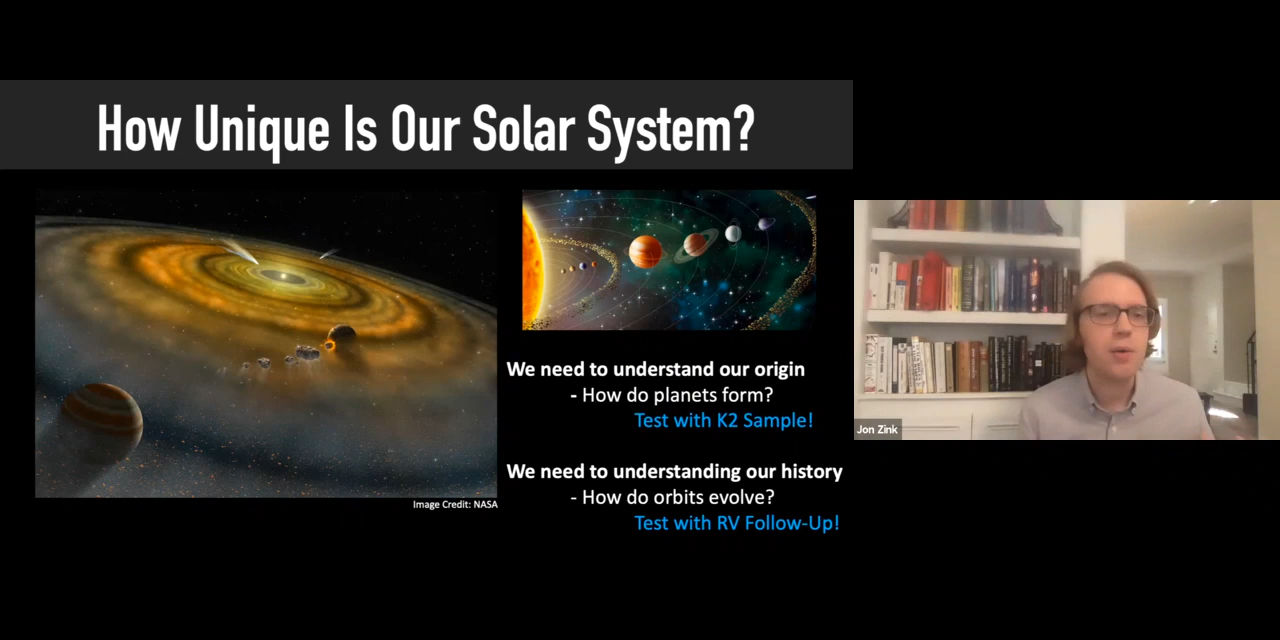 How Unique Is Our Solar System?
We need to understand our origin
- How do planets form?
Test with K2 Sample!
We need to understanding our history
- How do orbits evolve?
Test with RV Follow-Up!
Image Credit: NASA
Jon Zink